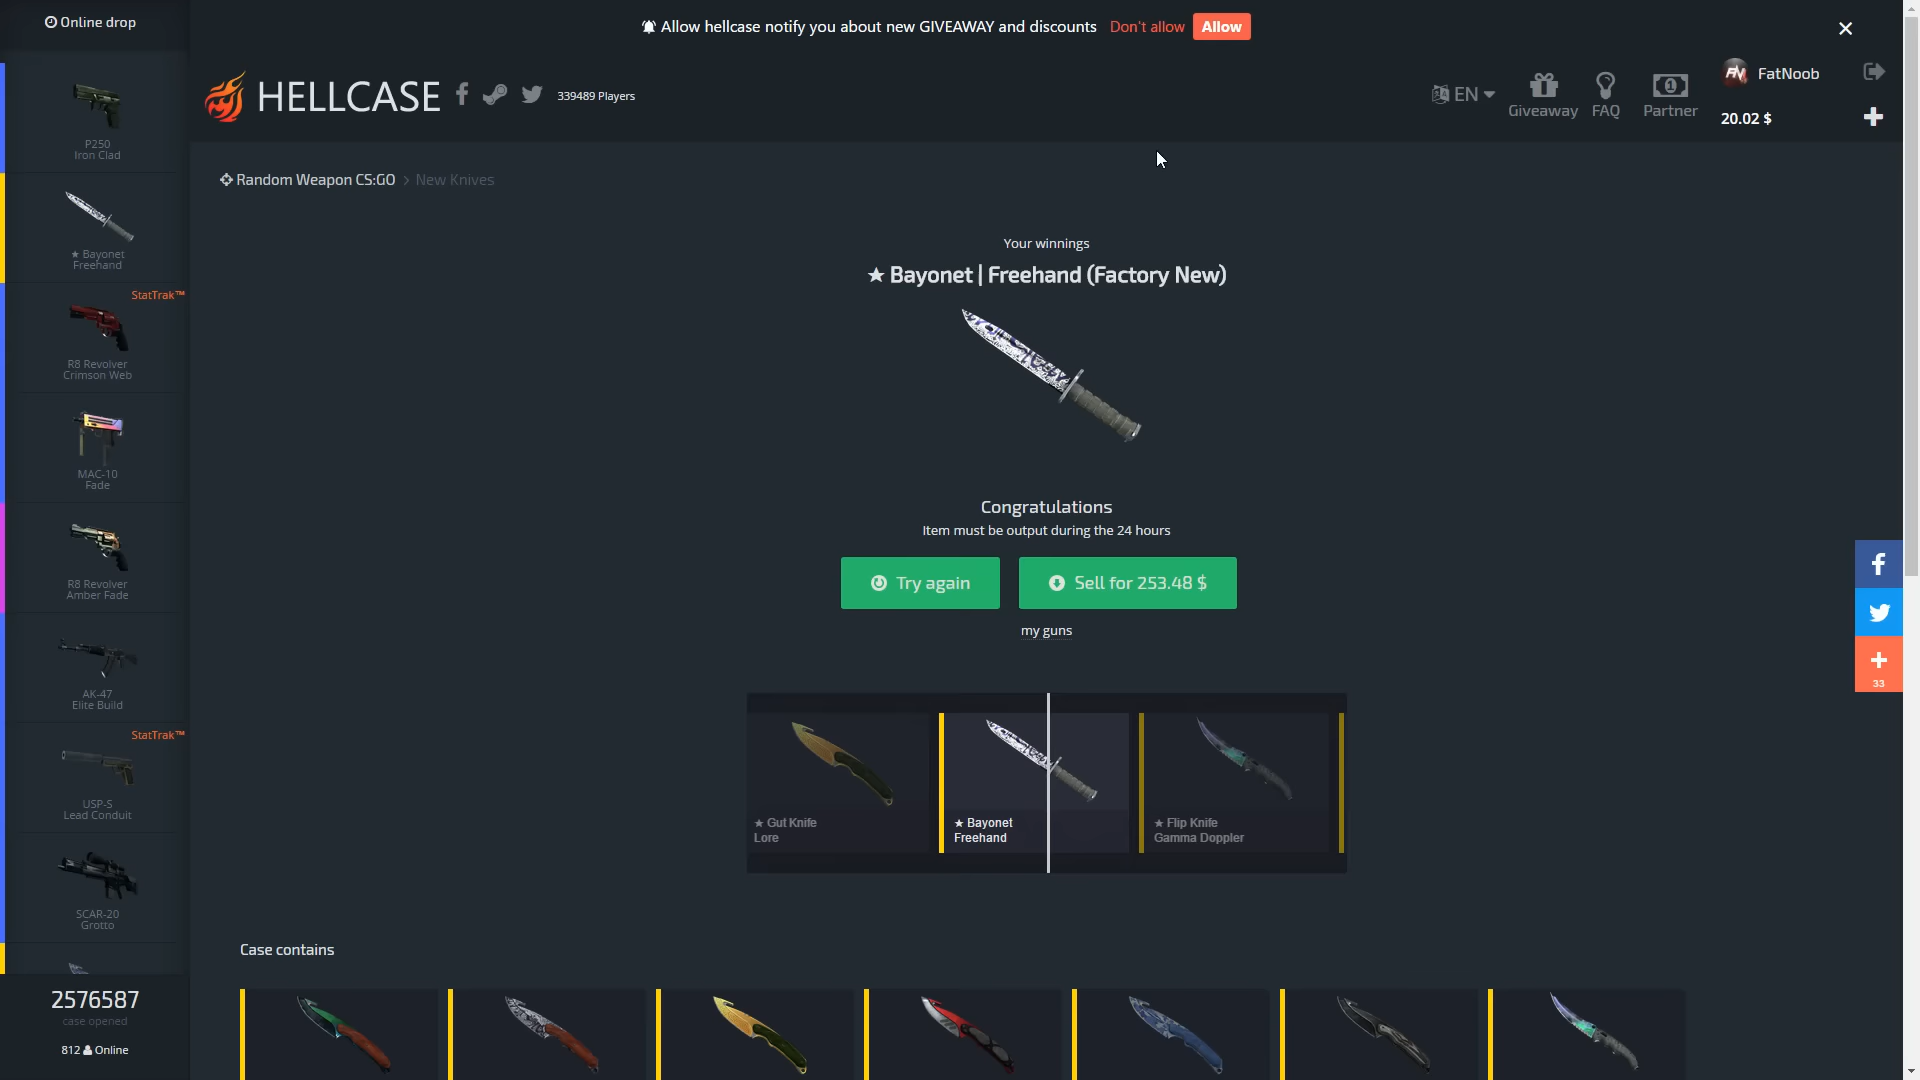 Online drop
Allow hellcase notify you about new GIVEAWAY and discounts Don't allow Allow
HELLCASE
339489 Players
EN
Giveaway
FAQ
Partner
FN
FatNoob
20.02 $
Random Weapon CS:GO > New Knives
P250
Iron Clad
★ Bayonet
Freehand
StatTrak™
R8 Revolver
Crimson Web
MAC-10
Fade
R8 Revolver
Amber Fade
AK-47
Elite Build
StatTrak™
USP-S
Lead Conduit
SCAR-20
Grotto
2576587
case opened
812 Online
Your winnings
★ Bayonet | Freehand (Factory New)
Congratulations
Item must be output during the 24 hours
Try again
Sell for 253.48 $
my guns
★ Gut Knife
Lore
★ Bayonet
Freehand
★ Flip Knife
Gamma Doppler
33
Case contains